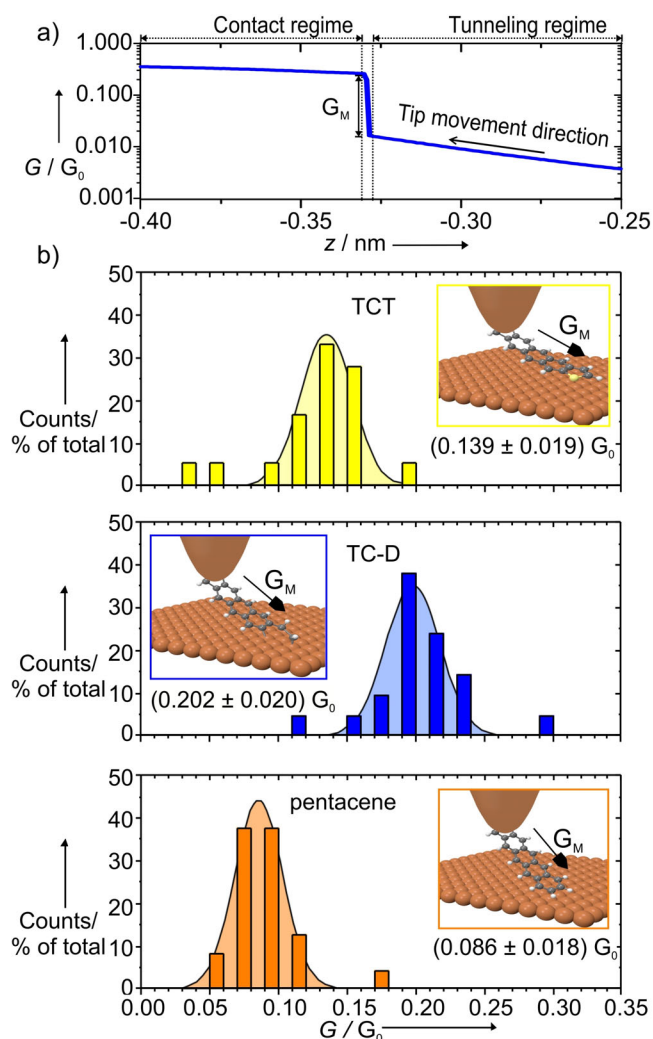 a)
Contact regime
Tunneling regime
1.000
0.100
0.010
0.001
G / G₀
G_M
Tip movement direction
-0.40
-0.35
-0.30
-0.25
z / nm
b)
50
40
30
20
10
0
Counts/
% of total
TCT
G_M
(0.139 ± 0.019) G₀
50
40
30
20
10
0
Counts/
% of total
TC-D
G_M
(0.202 ± 0.020) G₀
50
40
30
20
10
0
Counts/
% of total
pentacene
G_M
(0.086 ± 0.018) G₀
0.00
0.05
0.10
0.15
0.20
0.25
0.30
0.35
G / G₀